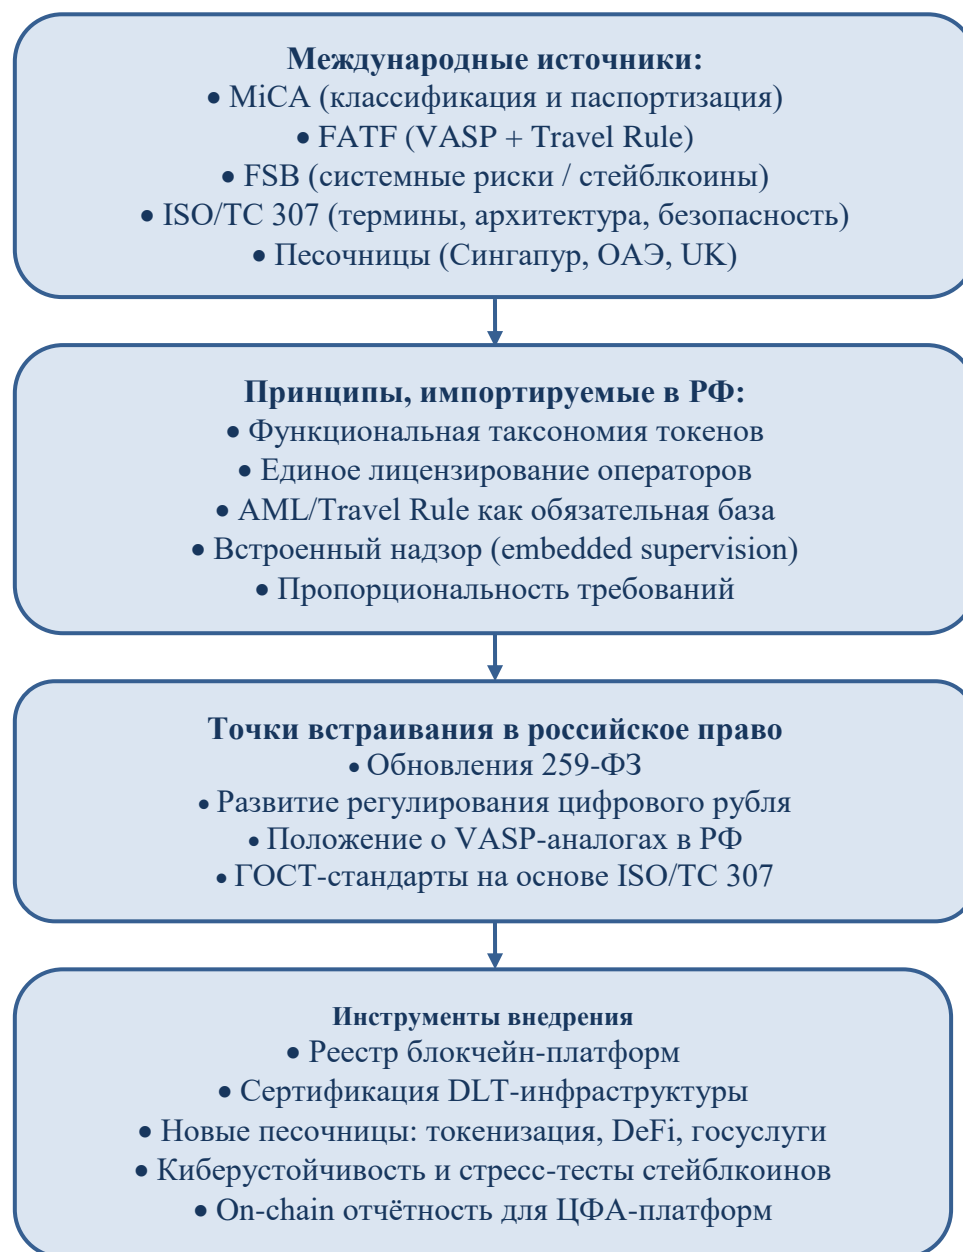 Международные источники:
• MiCA (классификация и паспортизация)
• FATF (VASP + Travel Rule)
• FSB (системные риски / стейблкоины)
• ISO/TC 307 (термины, архитектура, безопасность)
• Песочницы (Сингапур, ОАЭ, UK)
Принципы, импортируемые в РФ:
• Функциональная таксономия токенов
• Единое лицензирование операторов
• AML/Travel Rule как обязательная база
• Встроенный надзор (embedded supervision)
• Пропорциональность требований
Точки встраивания в российское право
• Обновления 259-ФЗ
• Развитие регулирования цифрового рубля
• Положение о VASP-аналогах в РФ
• ГОСТ-стандарты на основе ISO/TC 307
Инструменты внедрения
• Реестр блокчейн-платформ
• Сертификация DLT-инфраструктуры
• Новые песочницы: токенизация, DeFi, госуслуги
• Киберустойчивость и стресс-тесты стейблкоинов
• On-chain отчётность для ЦФА-платформ